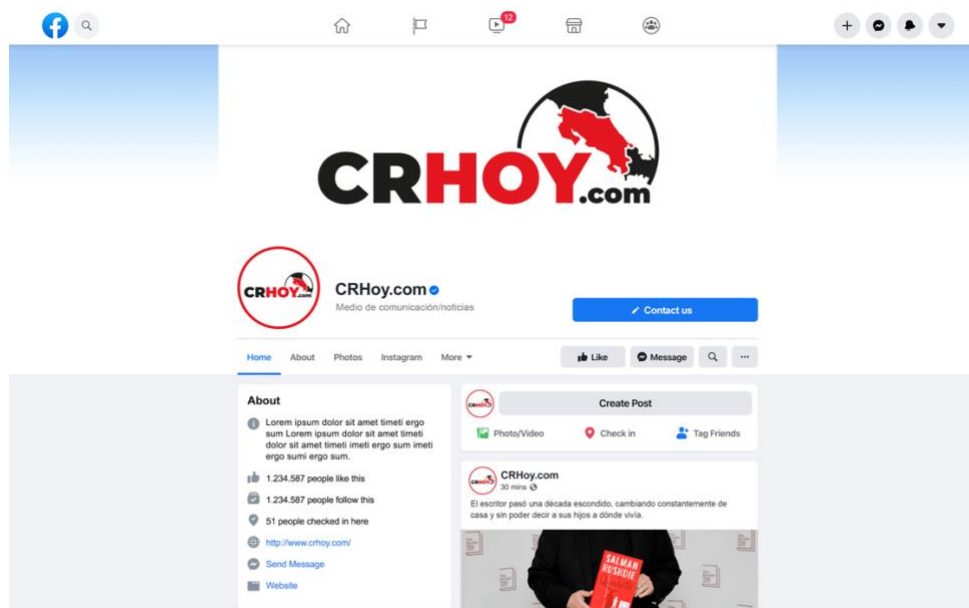 12
CRHOY.com
CRHOY.com
CRHoy.com
Medio de comunicación/noticias
Contact us
Home About Photos Instagram More
Like Message
About
Lorem ipsum dolor sit amet timeti ergo
sum Lorem ipsum dolor sit amet timeti
dolor sit amet timeti imeti ergo sum imeti
ergo sumi ergo sum.
1.234.587 people like this
1.234.587 people follow this
51 people checked in here
http://www.crhoy.com/
Send Message
Website
CRHOY
Create Post
Photo/Video Check in Tag Friends
CRHOY
CRHoy.com
30 mins
El escritor pasó una década escondido, cambiando constantemente de
casa y sin poder decir a sus hijos a dónde vivía.
SALMAN
RUSHDIE